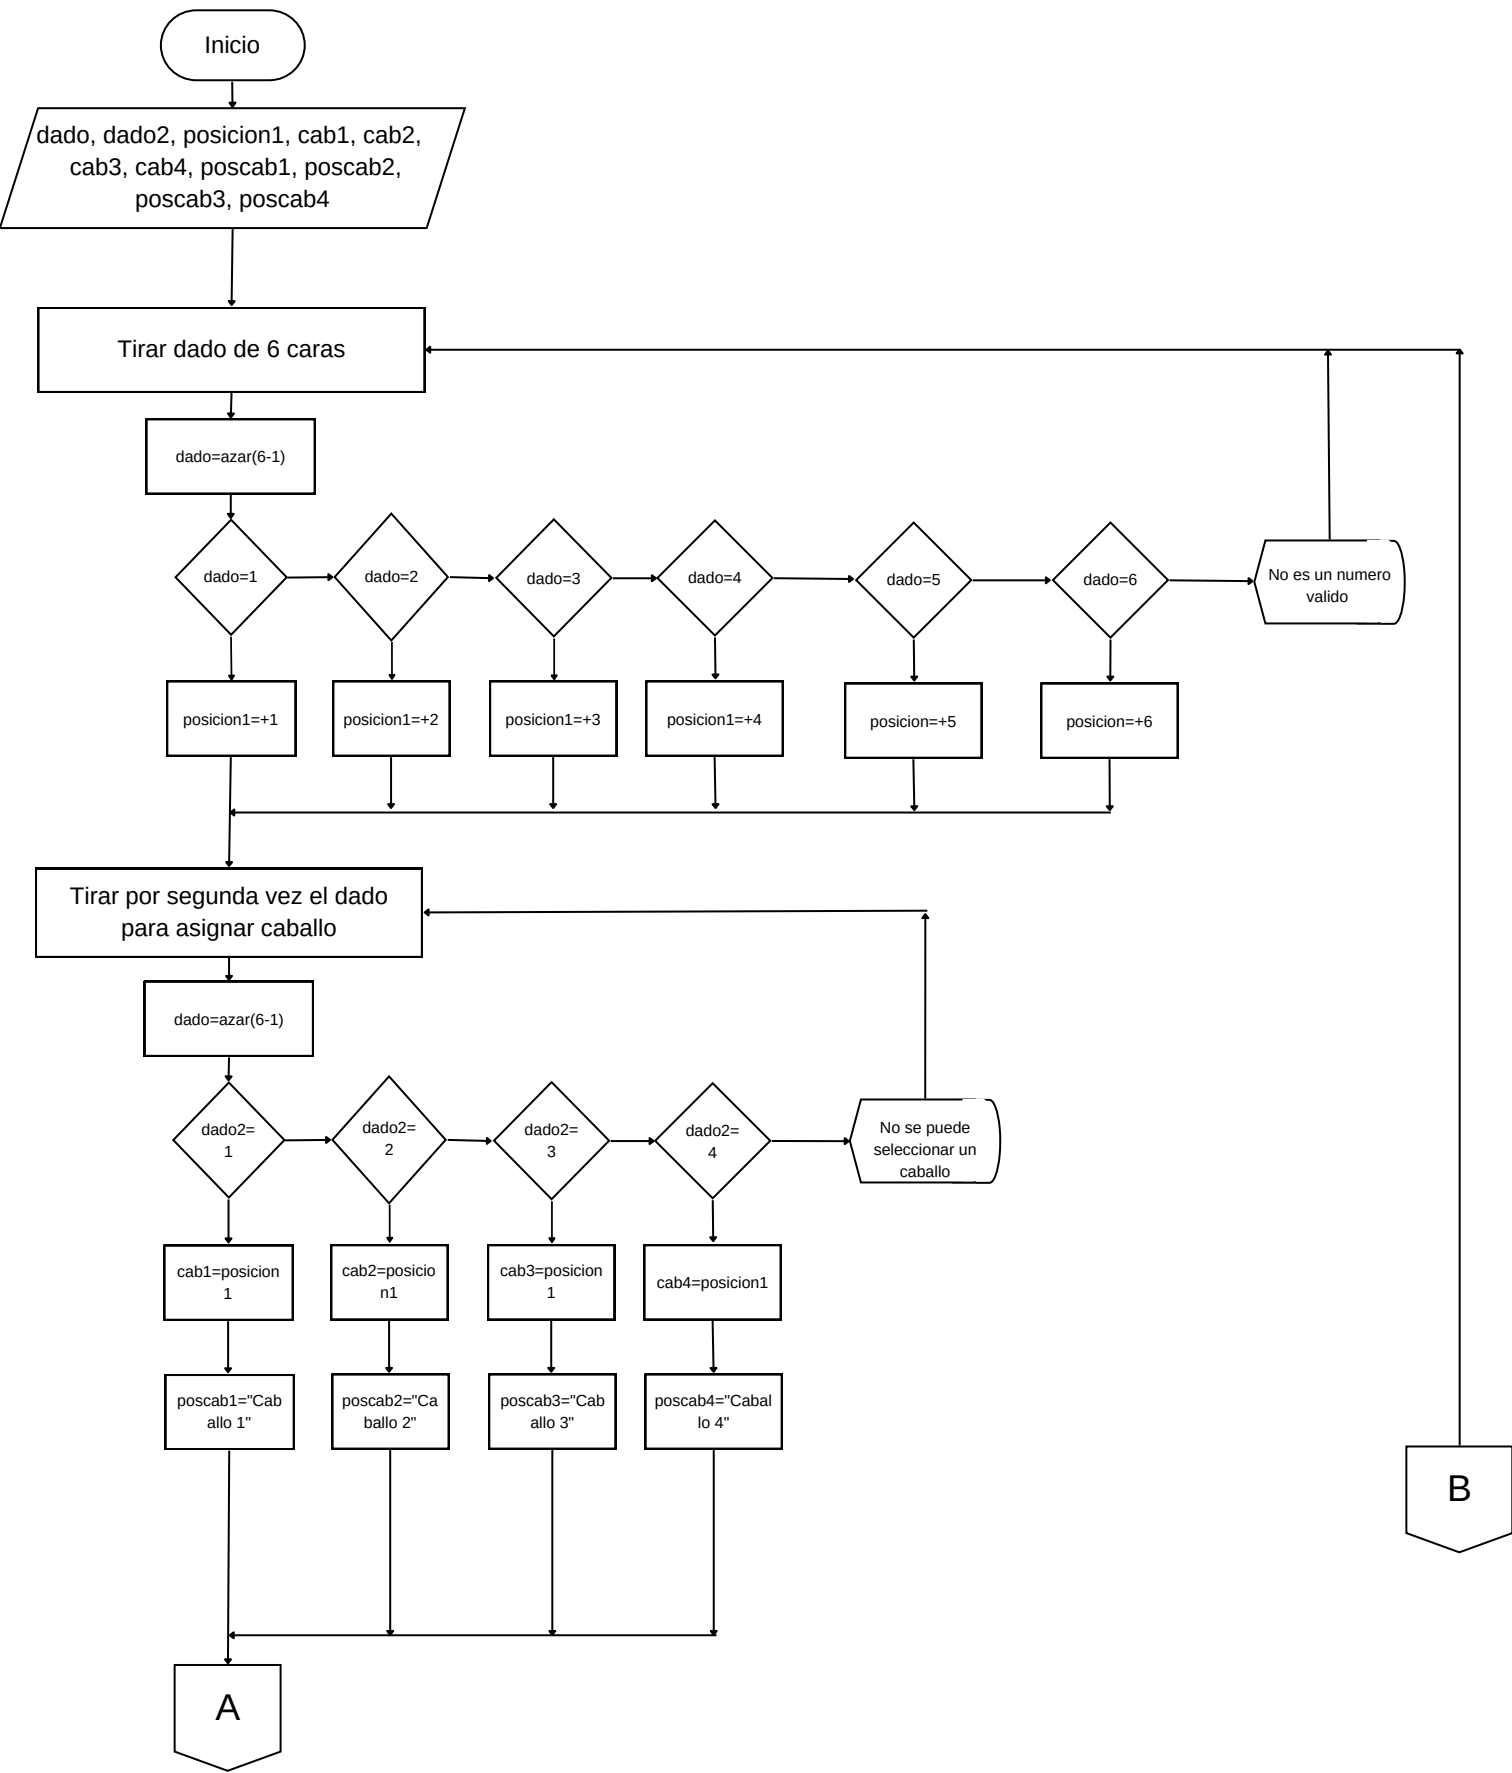 Inicio
dado, dado2, posicion1, cab1, cab2,
cab3, cab4, poscab1, poscab2,
poscab3, poscab4
Tirar dado de 6 caras
dado=azar(6-1)
dado=1
dado=2
dado=3
dado=4
dado=5
dado=6
No es un numero
valido
posicion1=+1
posicion1=+2
posicion1=+3
posicion1=+4
posicion=+5
posicion=+6
Tirar por segunda vez el dado
para asignar caballo
dado=azar(6-1)
dado2=
1
dado2=
2
dado2=
3
dado2=
4
No se puede
seleccionar un
caballo
cab1=posicion
1
cab2=posicio
n1
cab3=posicion
1
cab4=posicion1
poscab1="Cab
allo 1"
poscab2="Ca
ballo 2"
poscab3="Cab
allo 3"
poscab4="Cabal
lo 4"
B
A